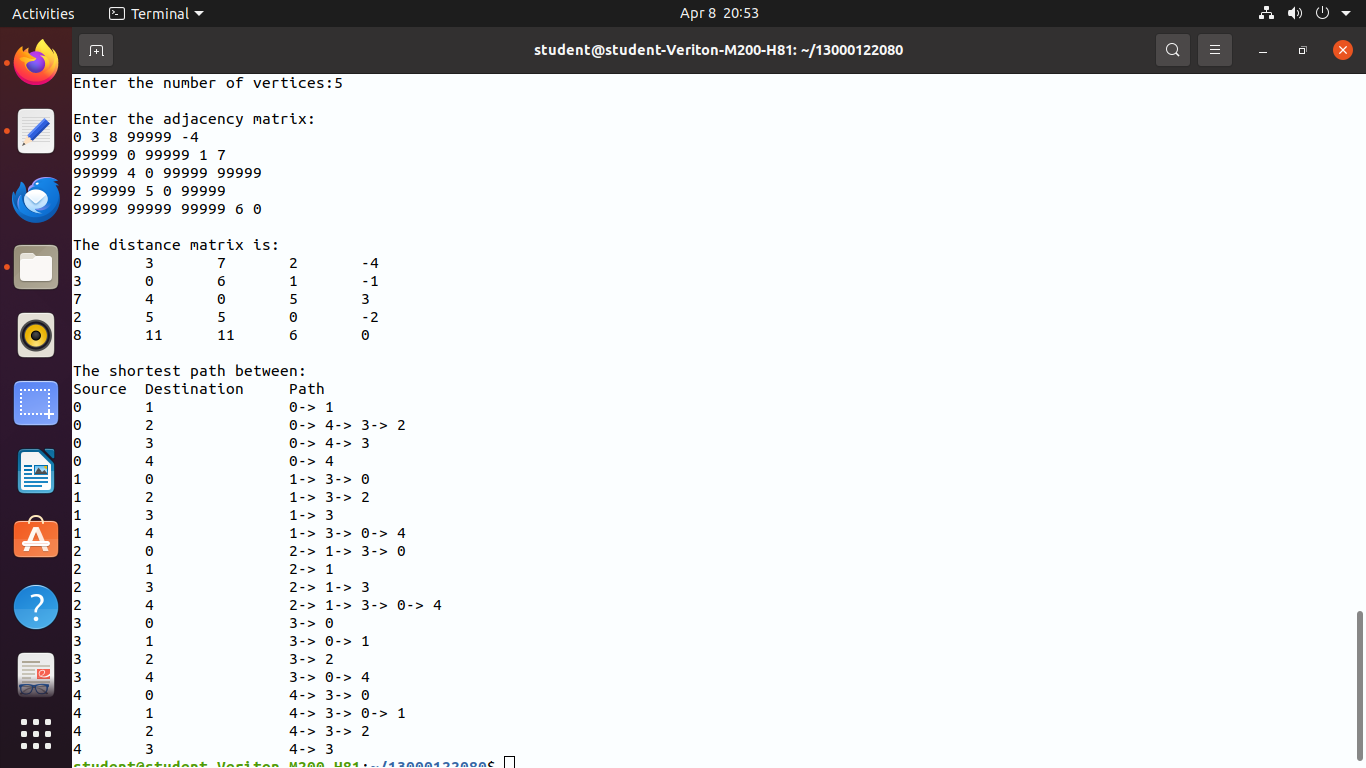 Activities Terminal Apr 8 20:53
student@student-Veriton-M200-H81: ~/13000122080
Enter the number of vertices:5
Enter the adjacency matrix:
0 3 8 99999 -4
99999 0 99999 1 7
99999 4 0 99999 99999
2 99999 5 0 99999
99999 99999 99999 6 0
The distance matrix is:
0 3 7 2 -4
3 0 6 1 -1
7 4 0 5 3
2 5 5 0 -2
8 11 11 6 0
The shortest path between:
Source Destination Path
0 1 0-> 1
0 2 0-> 4-> 3-> 2
0 3 0-> 4-> 3
0 4 0-> 4
1 0 1-> 3-> 0
1 2 1-> 3-> 2
1 3 1-> 3
1 4 1-> 3-> 0-> 4
2 0 2-> 1-> 3-> 0
2 1 2-> 1
2 3 2-> 1-> 3
2 4 2-> 1-> 3-> 0-> 4
3 0 3-> 0
3 1 3-> 0-> 1
3 2 3-> 2
3 4 3-> 0-> 4
4 0 4-> 3-> 0
4 1 4-> 3-> 0-> 1
4 2 4-> 3-> 2
4 3 4-> 3
student@student-Veriton-M200-H81:~/13000122080$